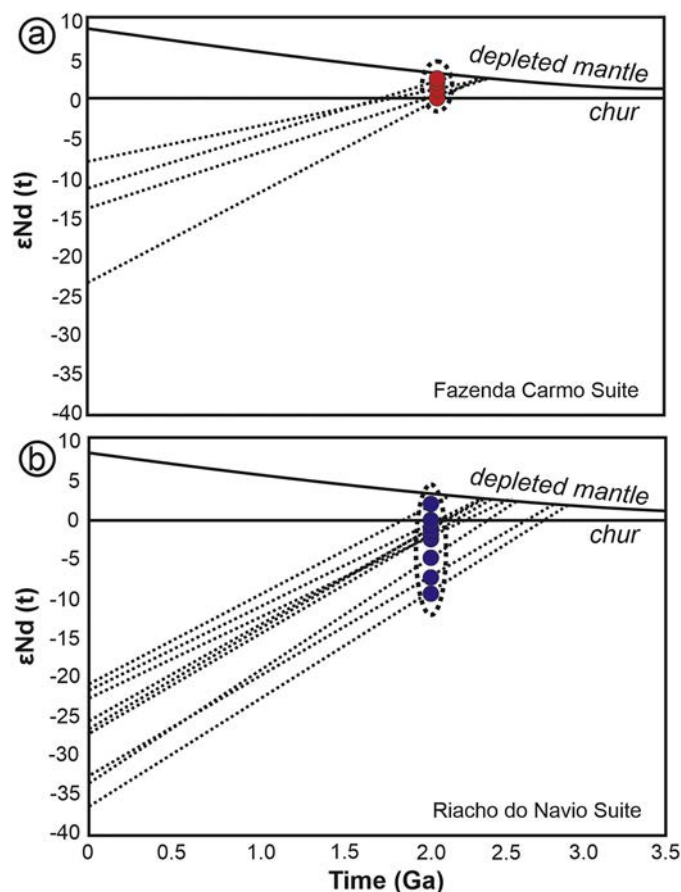 a
10
5
0
-5
-10
-15
-20
-25
-30
-35
-40
εNd (t)
depleted mantle
chur
Fazenda Carmo Suite
b
10
5
0
-5
-10
-15
-20
-25
-30
-35
-40
εNd (t)
depleted mantle
chur
Riacho do Navio Suite
0 0.5 1.0 1.5 2.0 2.5 3.0 3.5
Time (Ga)